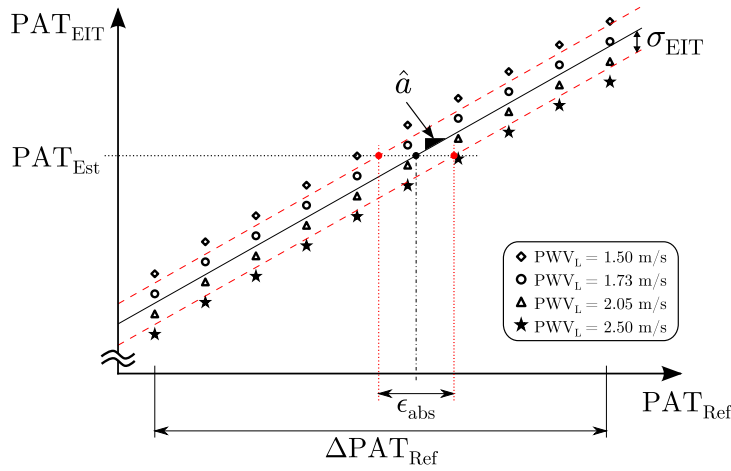 PAT_EIT
σ_EIT
â
PAT_Est
PWV_L = 1.50 m/s
PWV_L = 1.73 m/s
PWV_L = 2.05 m/s
PWV_L = 2.50 m/s
ϵ_abs
PAT_Ref
ΔPAT_Ref